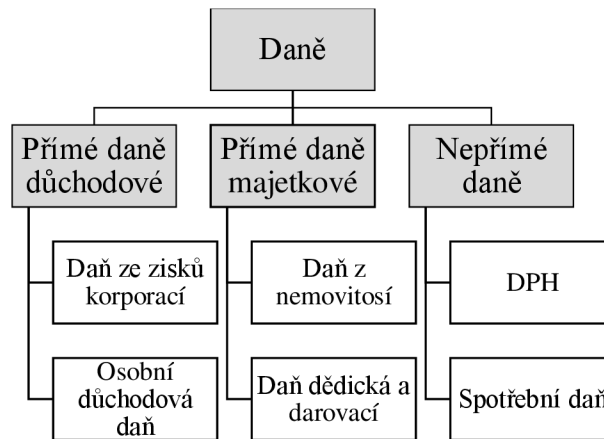 Daně
Přímé daně
důchodové
Přímé daně
majetkové
Nepřímé
daně
Daň ze zisků
korporací
Daň z
nemovitosí
DPH
Osobní
důchodová
daň
Daň dědická a
darovací
Spotřební daň